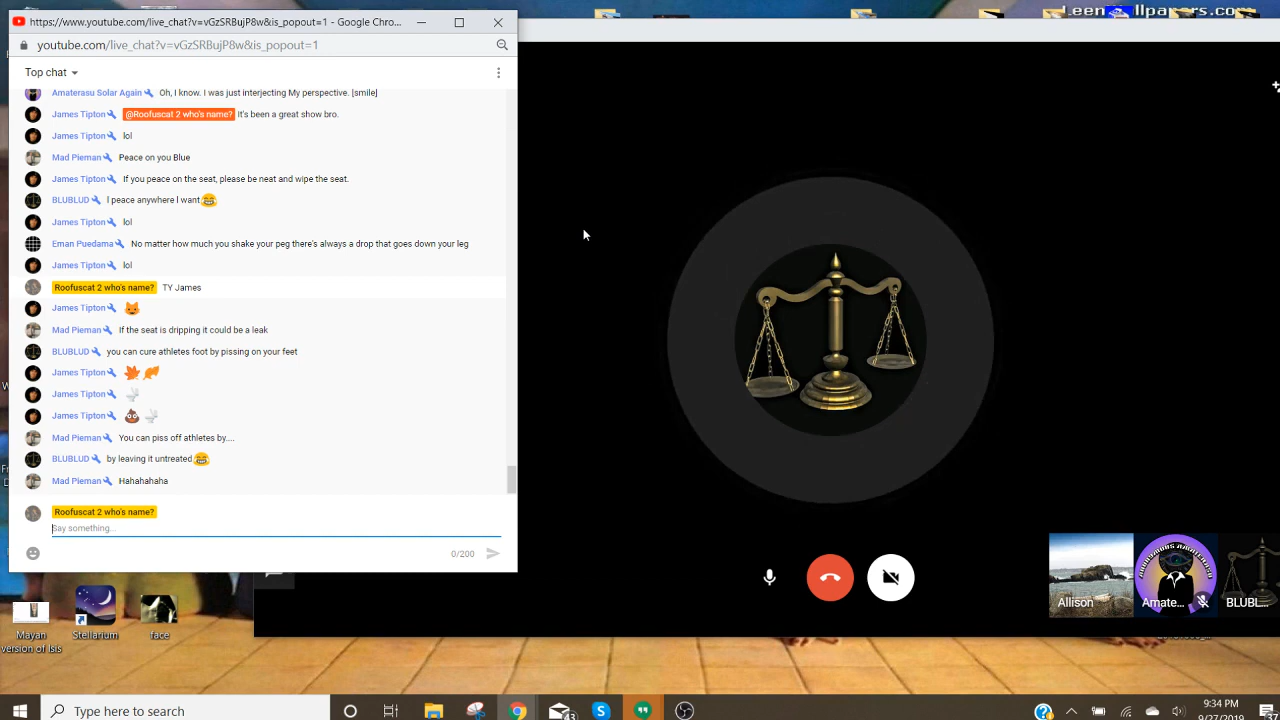 https://www.youtube.com/live_chat?v=vGzSRBujP8w&is_popout=1 - Google Chro...
youtube.com/live_chat?v=vGzSRBujP8w&is_popout=1
Top chat
Amaterasu Solar Again Oh, I know. I was just interjecting My perspective. [smile]
James Tipton @Roofuscat 2 who's name? It's been a great show bro.
James Tipton lol
Mad Pieman Peace on you Blue
James Tipton If you peace on the seat, please be neat and wipe the seat.
BLUBLUD I peace anywhere I want😂
James Tipton lol
Eman Puedama No matter how much you shake your peg there's always a drop that goes down your leg
James Tipton lol
Roofuscat 2 who's name? TY James
James Tipton
Mad Pieman If the seat is dripping it could be a leak
BLUBLUD you can cure athletes foot by pissing on your feet
James Tipton
James Tipton
James Tipton
Mad Pieman You can piss off athletes by....
BLUBLUD by leaving it untreated😂
Mad Pieman Hahahahaha
Roofuscat 2 who's name?
Say something...
0/200
Allison
Amate...
BLUBL...
Mayan version of Isis
Stellarium
face
Type here to search
43
9:34 PM
9/27/2019